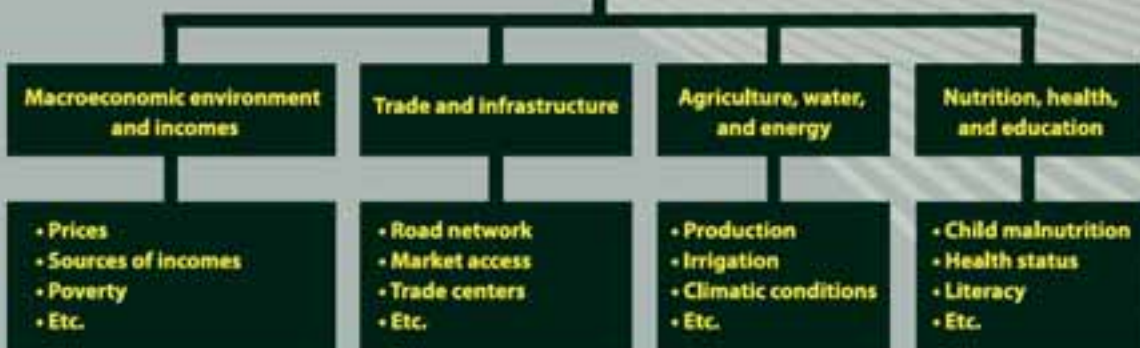 Macroeconomic environment
and incomes
Trade and infrastructure
Agriculture, water,
and energy
Nutrition, health,
and education
• Prices
• Sources of incomes
• Poverty
• Etc.
• Road network
• Market access
• Trade centers
• Etc.
• Production
• Irrigation
• Climatic conditions
• Etc.
• Child malnutrition
• Health status
• Literacy
• Etc.